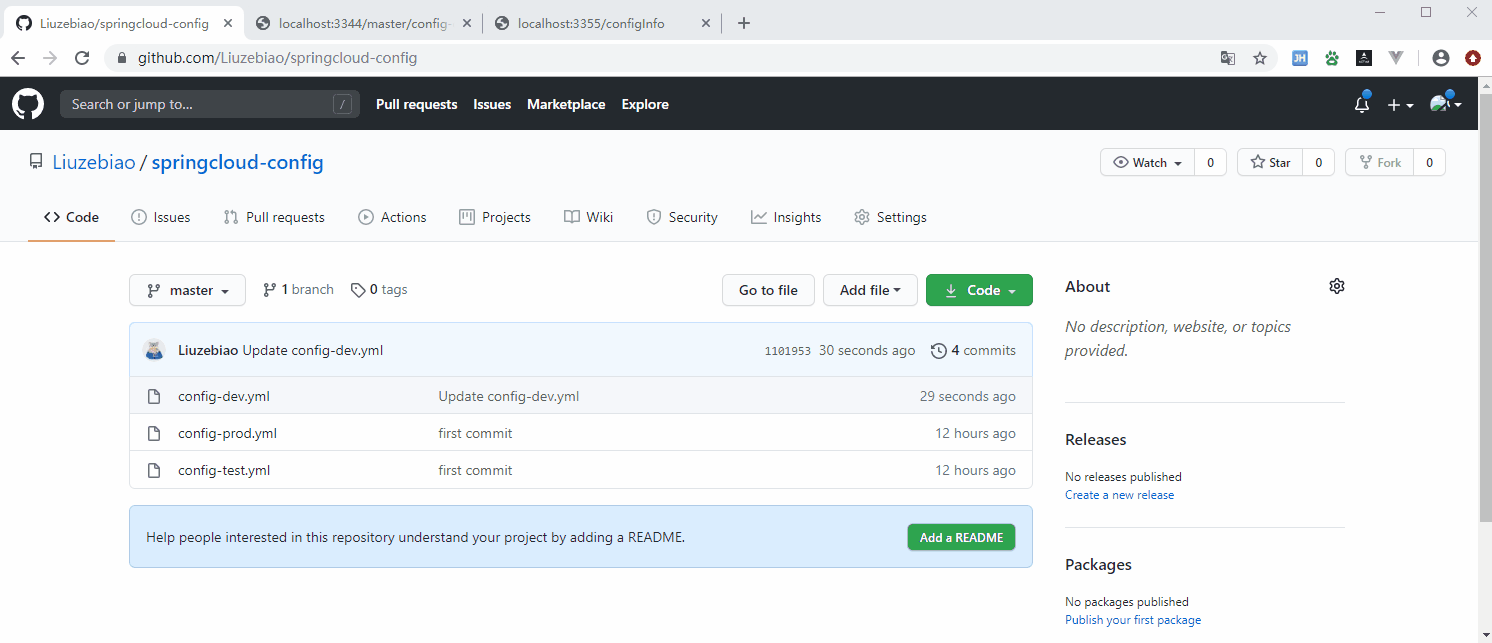 Liuzebiao/springcloud-config localhost:3344/master/config- localhost:3355/configInfo
github.com/Liuzebiao/springcloud-config JH
Search or jump to... / Pull requests Issues Marketplace Explore
Liuzebiao / springcloud-config Watch 0 Star 0 Fork 0
Code Issues Pull requests Actions Projects Wiki Security Insights Settings
master 1 branch 0 tags Go to file Add file Code
About
No description, website, or topics
provided.
Liuzebiao Update config-dev.yml 1101953 30 seconds ago 4 commits
config-dev.yml Update config-dev.yml 29 seconds ago
config-prod.yml first commit 12 hours ago
config-test.yml first commit 12 hours ago
Help people interested in this repository understand your project by adding a README. Add a README
Releases
No releases published
Create a new release
Packages
No packages published
Publish your first package